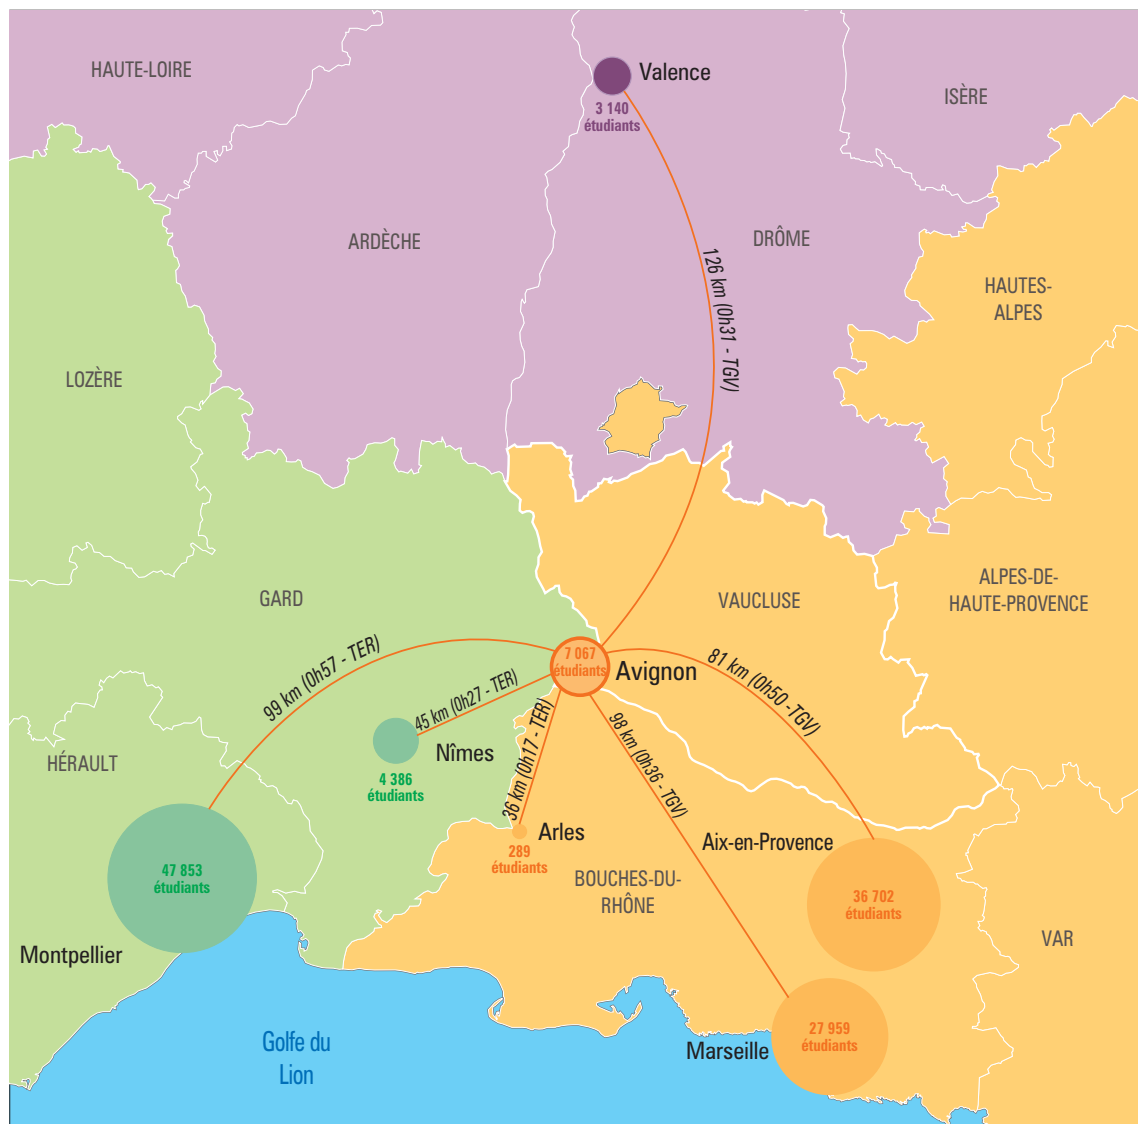 HAUTE-LOIRE
Valence
3 140
étudiants
ISÈRE
ARDÈCHE
DRÔME
126 km (0h31 - TGV)
HAUTES-
ALPES
LOZÈRE
GARD
VAUCLUSE
ALPES-DE-
HAUTE-PROVENCE
7 067
étudiants
Avignon
99 km (0h57 - TER)
45 km (0h27 - TER)
36 km (0h17 - TER)
98 km (0h36 - TGV)
81 km (0h50 -TGV)
HÉRAULT
Nîmes
4 386
étudiants
Arles
289
étudiants
Aix-en-Provence
36 702
étudiants
BOUCHES-DU-
RHÔNE
47 853
étudiants
Montpellier
VAR
Golfe du
Lion
Marseille
27 959
étudiants